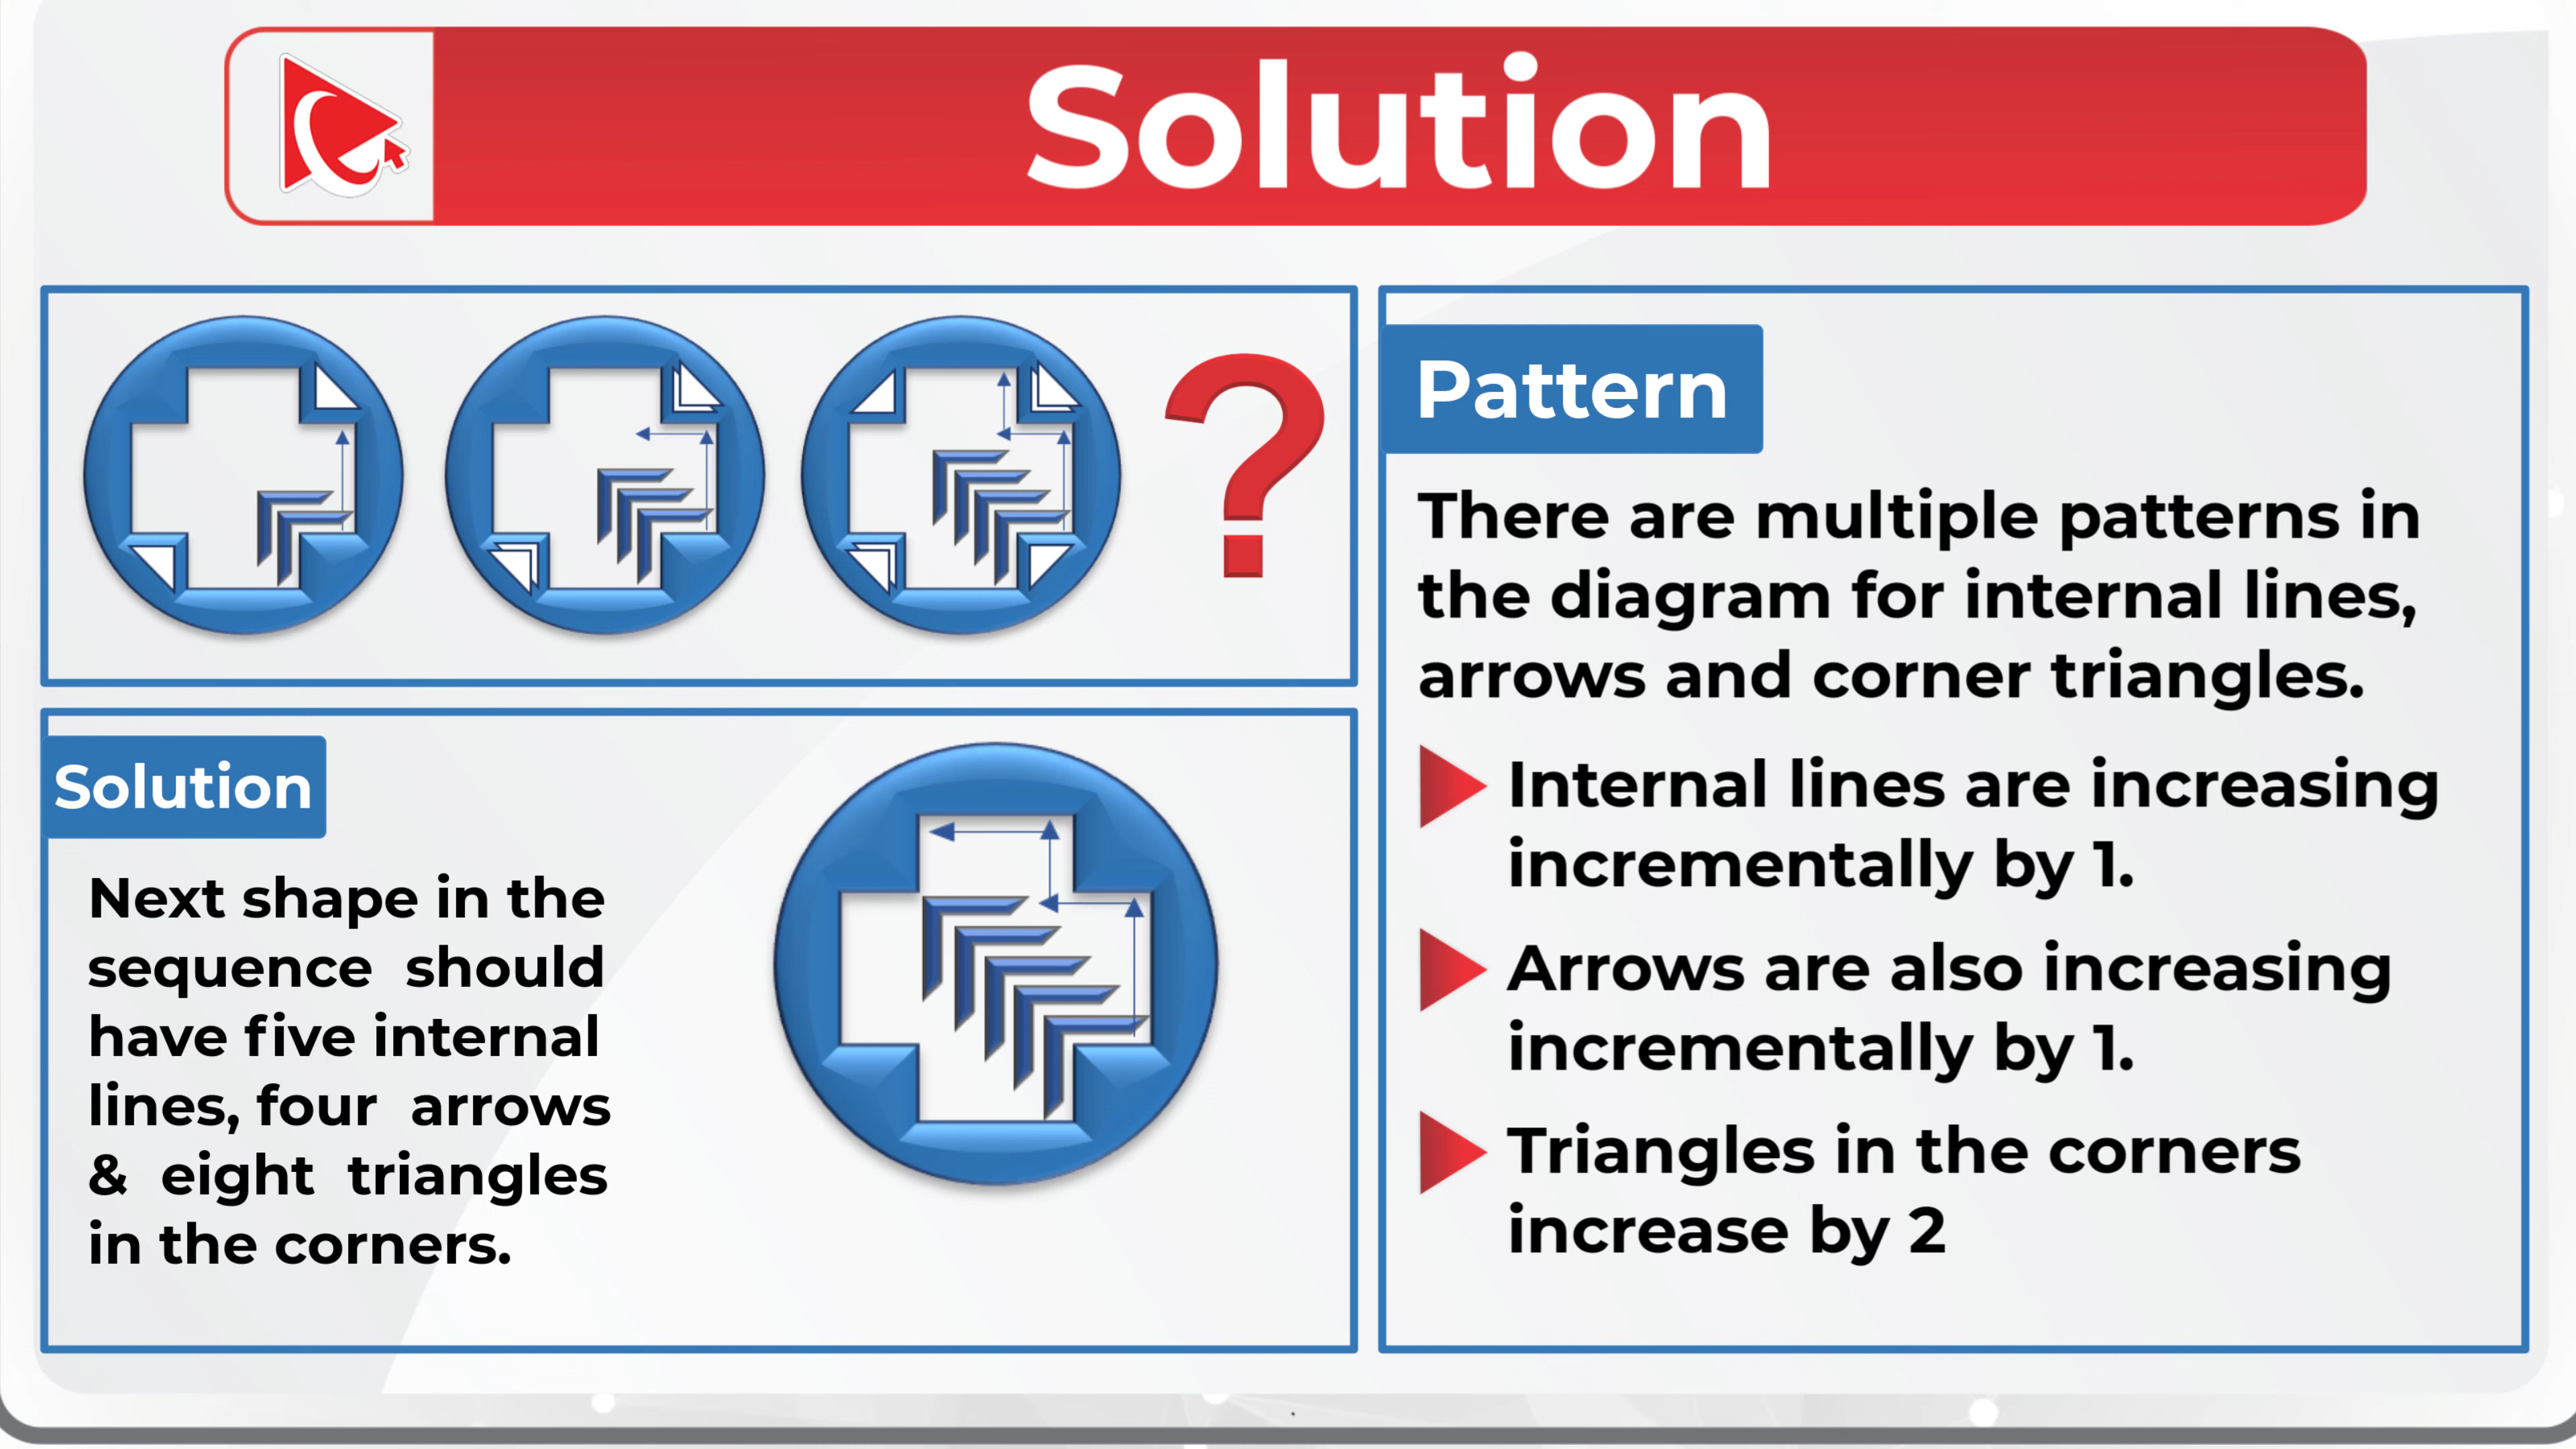 Solution
?
Pattern
There are multiple patterns in
the diagram for internal lines,
arrows and corner triangles.
Internal lines are increasing
incrementally by 1.
Arrows are also increasing
incrementally by 1.
Triangles in the corners
increase by 2
Solution
Next shape in the
sequence should
have five internal
lines, four arrows
& eight triangles
in the corners.